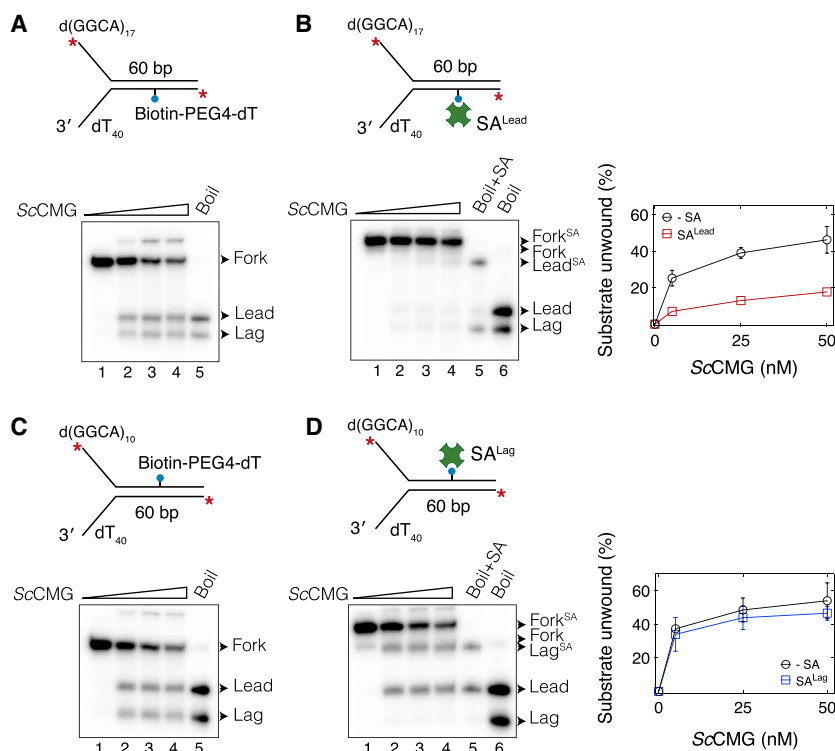 A
d(GGCA)17
*
60 bp
*
Biotin-PEG4-dT
3′ dT40
ScCMG
Boil
Fork
Lead
Lag
1 2 3 4 5
B
d(GGCA)17
*
60 bp
*
SALead
3′ dT40
ScCMG
Boil+SA
Boil
ForkSA
Fork
LeadSA
Lead
Lag
1 2 3 4 5 6
Substrate unwound (%)
60
40
20
- SA
SALead
0 25 50
ScCMG (nM)
C
d(GGCA)10
*
Biotin-PEG4-dT
*
60 bp
3′ dT40
ScCMG
Boil
Fork
Lead
Lag
1 2 3 4 5
D
d(GGCA)10
*
SALag
*
60 bp
3′ dT40
ScCMG
Boil+SA
Boil
ForkSA
Fork
LagSA
Lead
Lag
1 2 3 4 5 6
Substrate unwound (%)
60
40
20
- SA
SALag
0 25 50
ScCMG (nM)